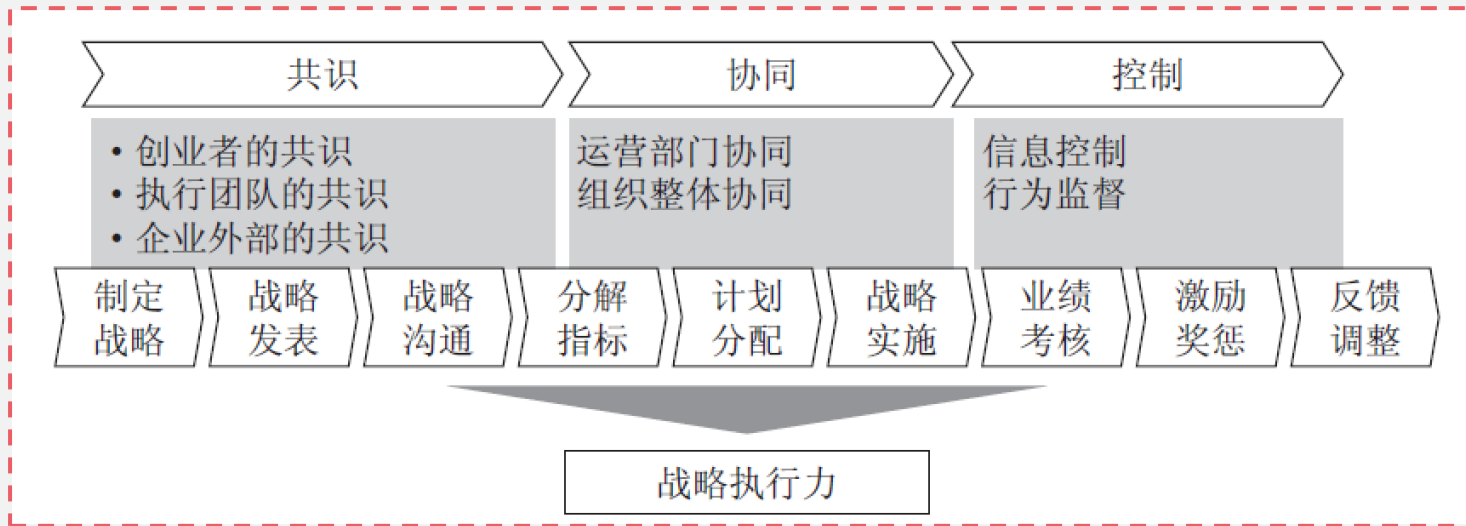 共识
协同
控制
• 创业者的共识
• 执行团队的共识
• 企业外部的共识
运营部门协同
组织整体协同
信息控制
行为监督
制定
战略
战略
发表
战略
沟通
分解
指标
计划
分配
战略
实施
业绩
考核
激励
奖惩
反馈
调整
战略执行力